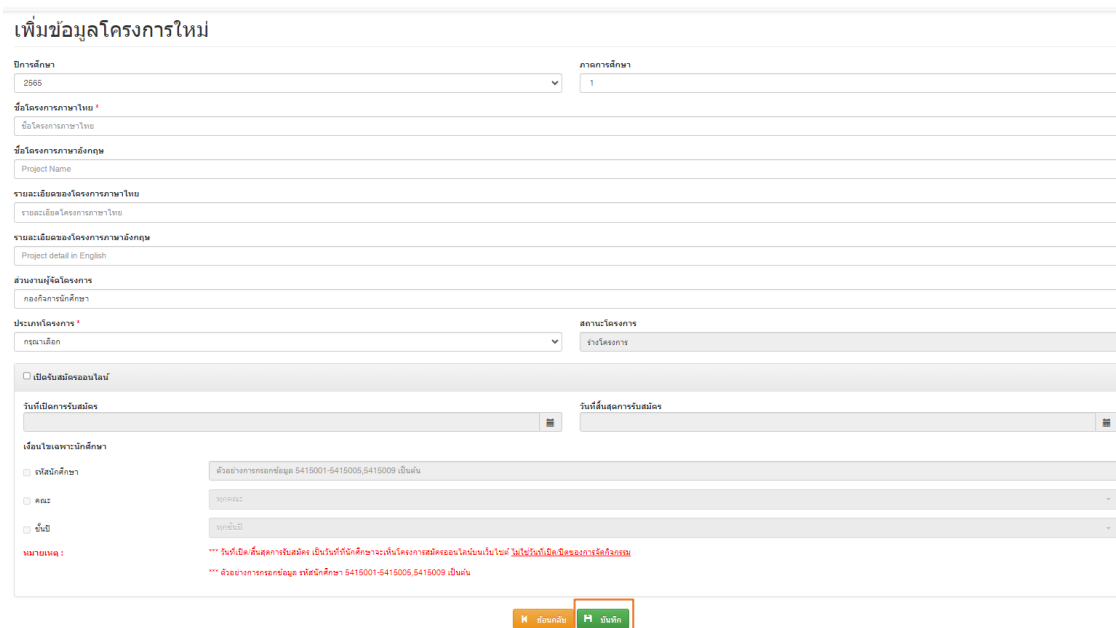 เพิ่มข้อมูลโครงการใหม่
ปีการศึกษา ภาคการศึกษา
2565 1
ชื่อโครงการภาษาไทย *
ชื่อโครงการภาษาไทย
ชื่อโครงการภาษาอังกฤษ
Project Name
รายละเอียดของโครงการภาษาไทย
รายละเอียดโครงการภาษาไทย
รายละเอียดของโครงการภาษาอังกฤษ
Project detail in English
ส่วนงานผู้จัดโครงการ
กองกิจการนักศึกษา
ประเภทโครงการ * สถานะโครงการ
กรุณาเลือก ร่างโครงการ
เปิดรับสมัครออนไลน์
วันที่เปิดการรับสมัคร วันที่สิ้นสุดการรับสมัคร
เงื่อนไขเฉพาะนักศึกษา
รหัสนักศึกษา ตัวอย่างการกรอกข้อมูล 5415001-5415005,5415009 เป็นต้น
คณะ ทุกคณะ
ชั้นปี ทุกชั้นปี
หมายเหตุ : *** วันที่เปิด/สิ้นสุดการรับสมัคร เป็นวันที่ที่นักศึกษาจะเห็นโครงการสมัครออนไลน์บนเว็บไซต์ ไม่ใช่วันที่เปิด/ปิดของการจัดกิจกรรม
*** ตัวอย่างการกรอกข้อมูล รหัสนักศึกษา 5415001-5415005,5415009 เป็นต้น
ย้อนกลับ บันทึก